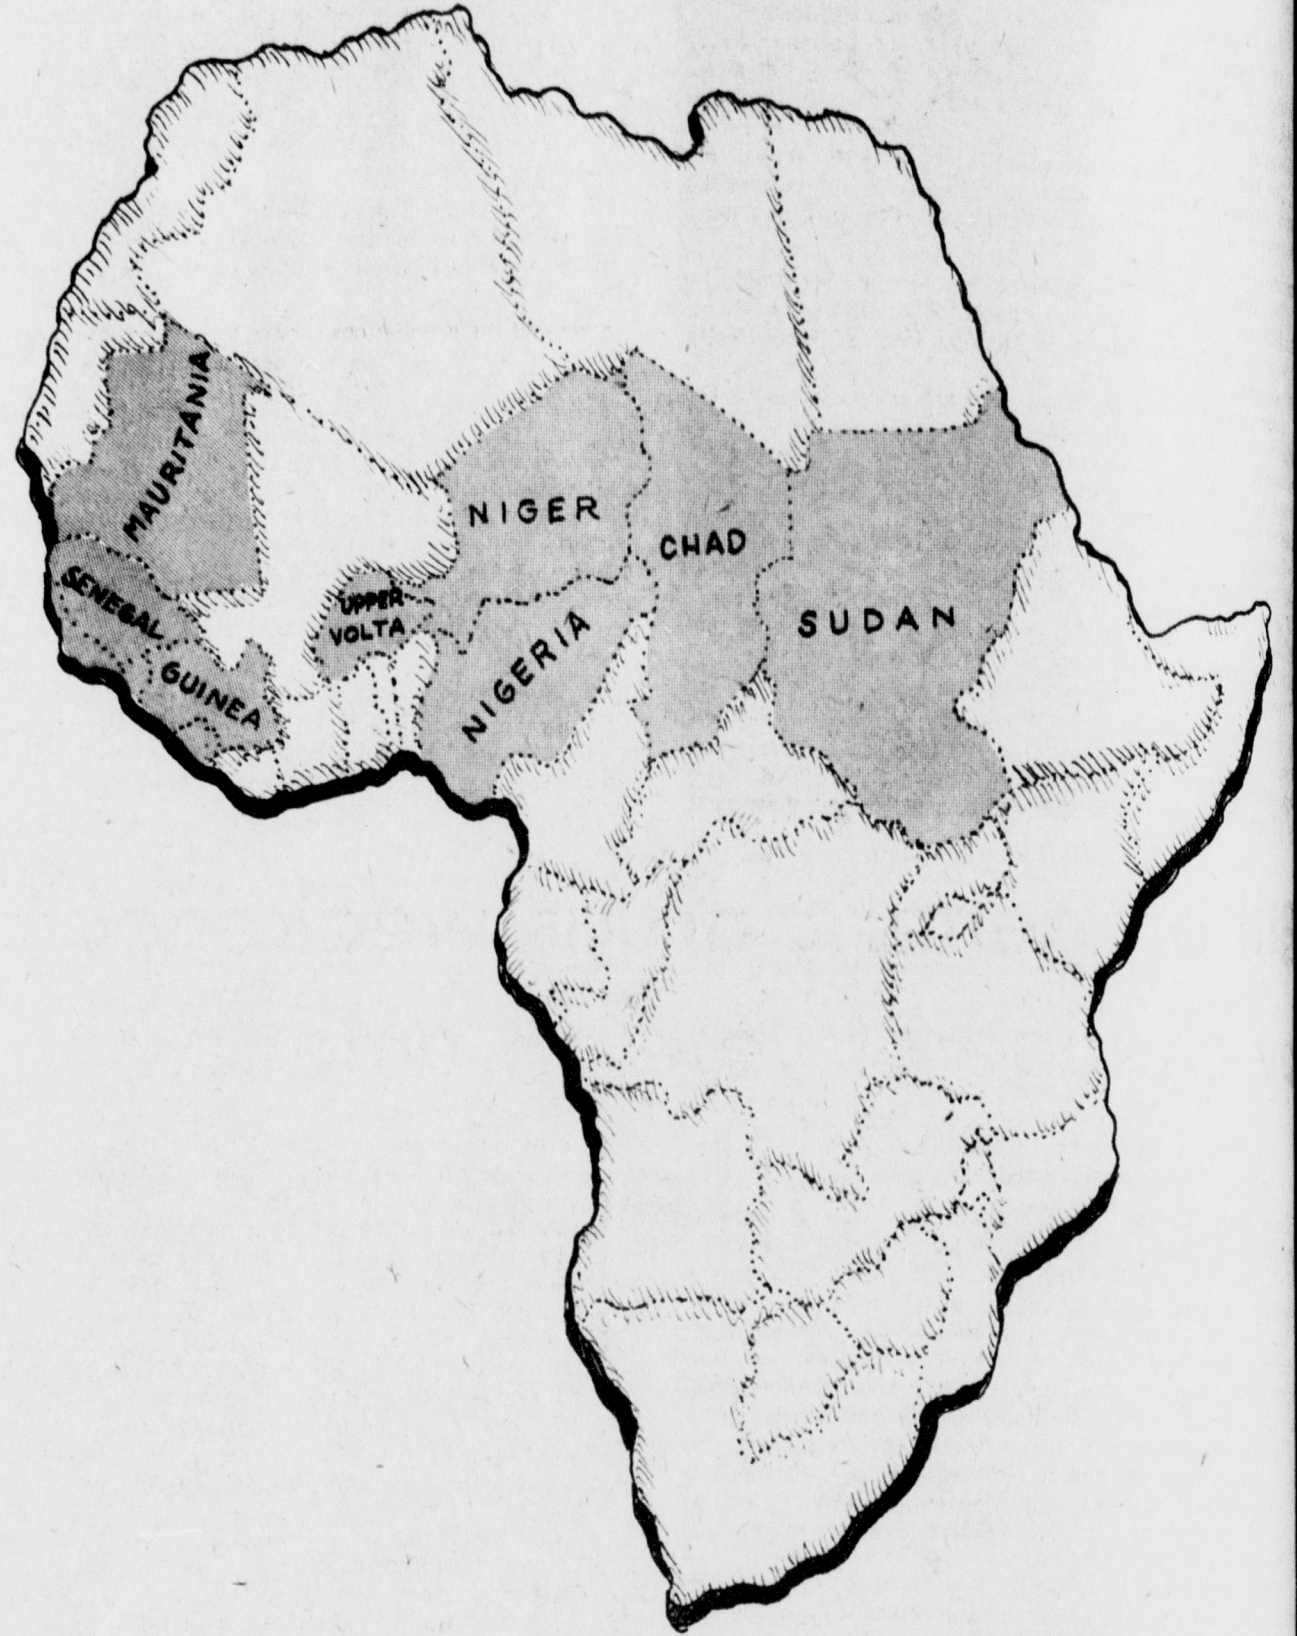 MAURITANIA
NIGER
CHAD
SENEGAL
UPPER
VOLTA
SUDAN
NIGERIA
GUINEA